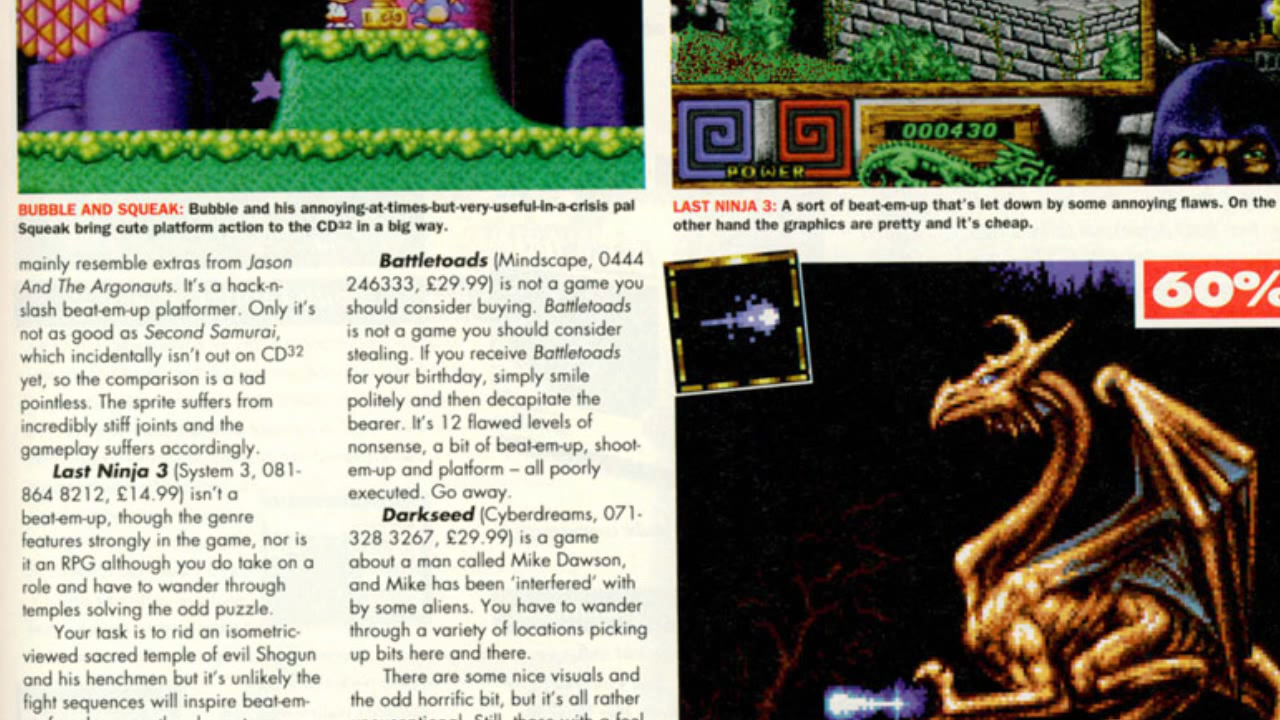 000430
POWER
BUBBLE AND SQUEAK: Bubble and his annoying-at-times-but-very-useful-in-a-crisis pal
Squeak bring cute platform action to the CD32 in a big way.
LAST NINJA 3: A sort of beat-em-up that's let down by some annoying flaws. On the
other hand the graphics are pretty and it's cheap.
mainly resemble extras from Jason
And The Argonauts. It's a hack-n-
slash beat-em-up platformer. Only it's
not as good as Second Samurai,
which incidentally isn't out on CD32
yet, so the comparison is a tad
pointless. The sprite suffers from
incredibly stiff joints and the
gameplay suffers accordingly.
Last Ninja 3 (System 3, 081-
864 8212, £14.99) isn't a
beat-em-up, though the genre
features strongly in the game, nor is
it an RPG although you do take on a
role and have to wander through
temples solving the odd puzzle.
Your task is to rid an isometric-
viewed sacred temple of evil Shogun
and his henchmen but it's unlikely the
fight sequences will inspire beat-em-
Battletoads (Mindscape, 0444
246333, £29.99) is not a game you
should consider buying. Battletoads
is not a game you should consider
stealing. If you receive Battletoads
for your birthday, simply smile
politely and then decapitate the
bearer. It's 12 flawed levels of
nonsense, a bit of beat-em-up, shoot-
em-up and platform – all poorly
executed. Go away.
Darkseed (Cyberdreams, 071-
328 3267, £29.99) is a game
about a man called Mike Dawson,
and Mike has been 'interfered' with
by some aliens. You have to wander
through a variety of locations picking
up bits here and there.
There are some nice visuals and
the odd horrific bit, but it's all rather
60%